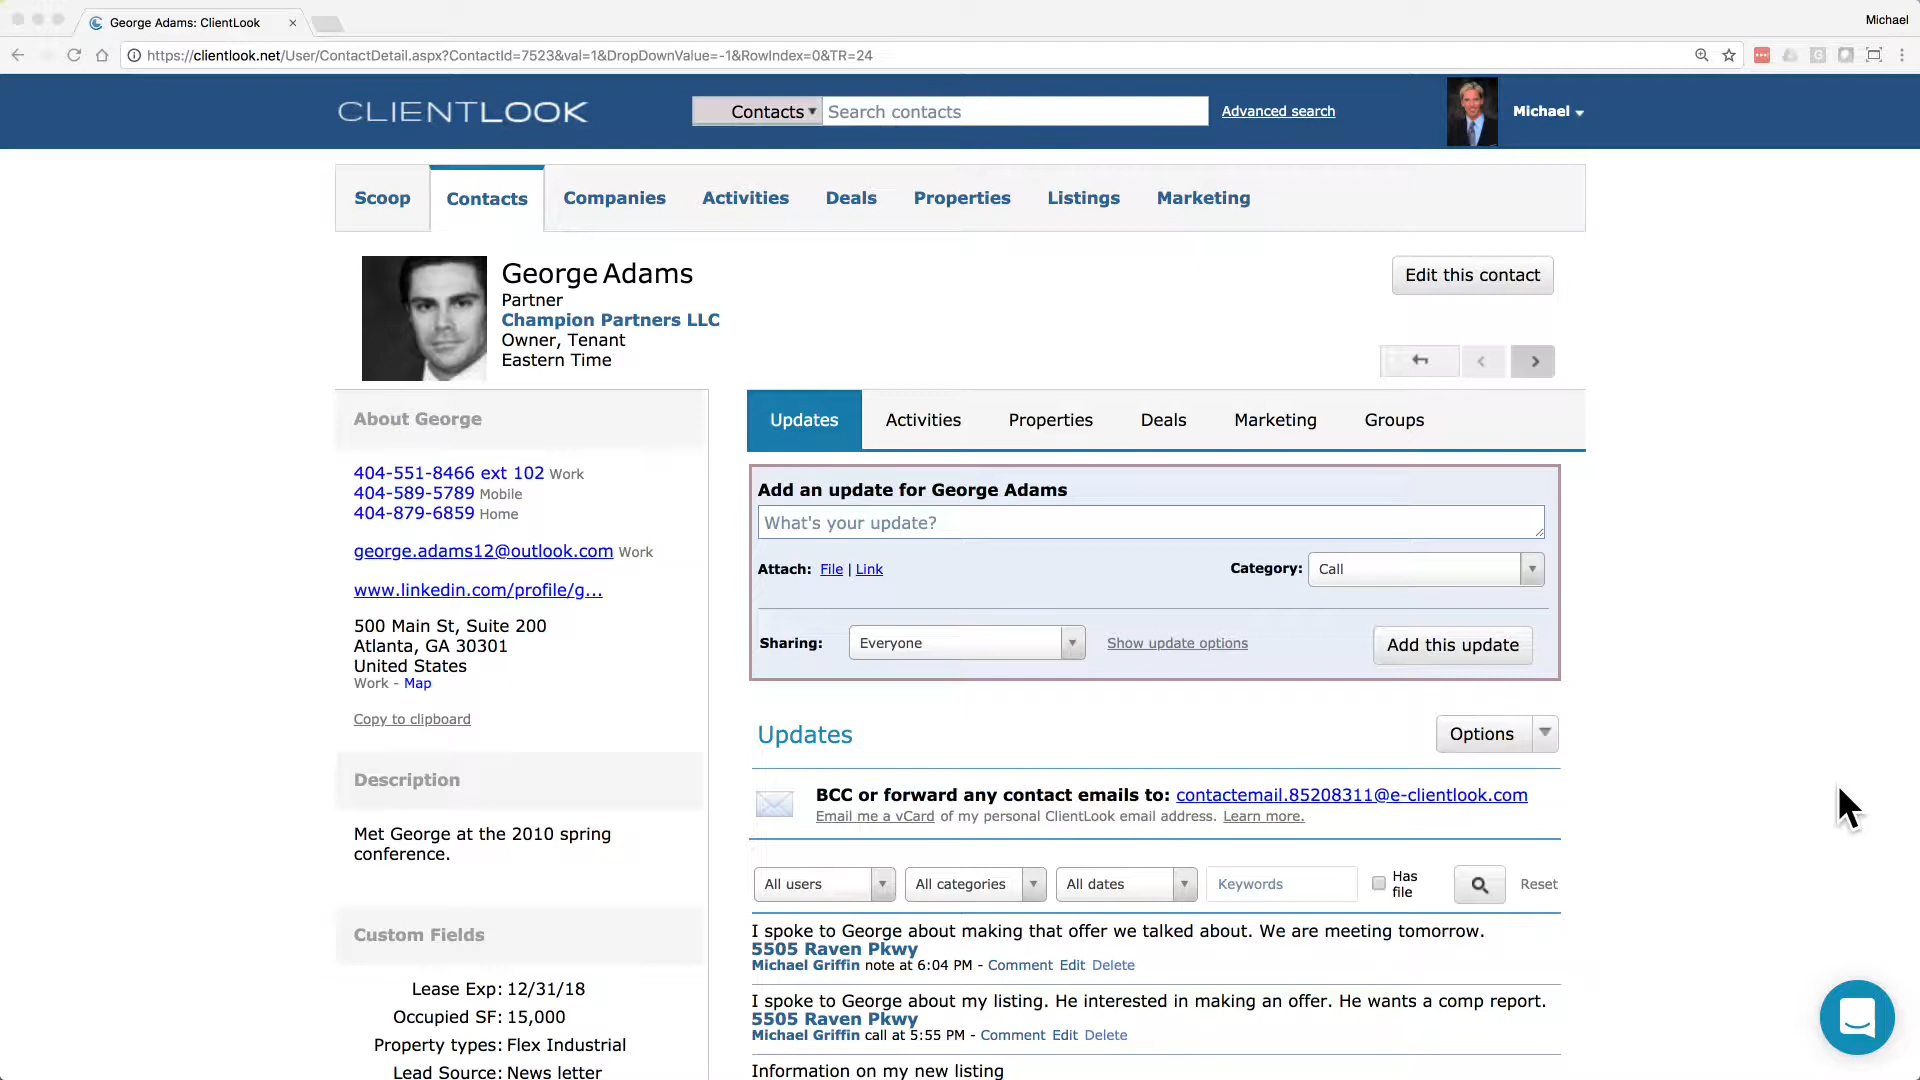 George Adams: ClientLook
Michael
https://clientlook.net/User/ContactDetail.aspx?ContactId=7523&val=1&DropDownValue=-1&RowIndex=0&TR=24
CLIENTLOOK
Contacts
Search contacts
Advanced search
Michael
Scoop
Contacts
Companies
Activities
Deals
Properties
Listings
Marketing
George Adams
Partner
Champion Partners LLC
Owner, Tenant
Eastern Time
Edit this contact
About George
404-551-8466 ext 102 Work
404-589-5789 Mobile
404-879-6859 Home
george.adams12@outlook.com Work
www.linkedin.com/profile/g...
500 Main St, Suite 200
Atlanta, GA 30301
United States
Work - Map
Copy to clipboard
Description
Met George at the 2010 spring
conference.
Custom Fields
Lease Exp: 12/31/18
Occupied SF: 15,000
Property types: Flex Industrial
Lead Source: News letter
Updates
Activities
Properties
Deals
Marketing
Groups
Add an update for George Adams
What's your update?
Attach: File | Link
Category: Call
Sharing: Everyone
Show update options
Add this update
Updates
Options
BCC or forward any contact emails to: contactemail.85208311@e-clientlook.com
Email me a vCard of my personal ClientLook email address. Learn more.
All users
All categories
All dates
Keywords
Has
file
Reset
I spoke to George about making that offer we talked about. We are meeting tomorrow.
5505 Raven Pkwy
Michael Griffin note at 6:04 PM - Comment Edit Delete
I spoke to George about my listing. He interested in making an offer. He wants a comp report.
5505 Raven Pkwy
Michael Griffin call at 5:55 PM - Comment Edit Delete
Information on my new listing